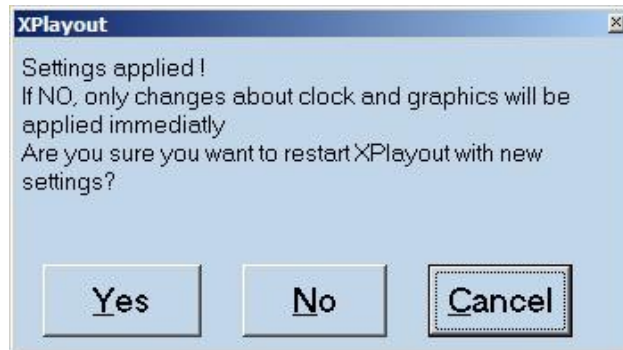 XPlayout
Settings applied !
If NO, only changes about clock and graphics will be
applied immediatly
Are you sure you want to restart XPlayout with new
settings?
Yes No Cancel